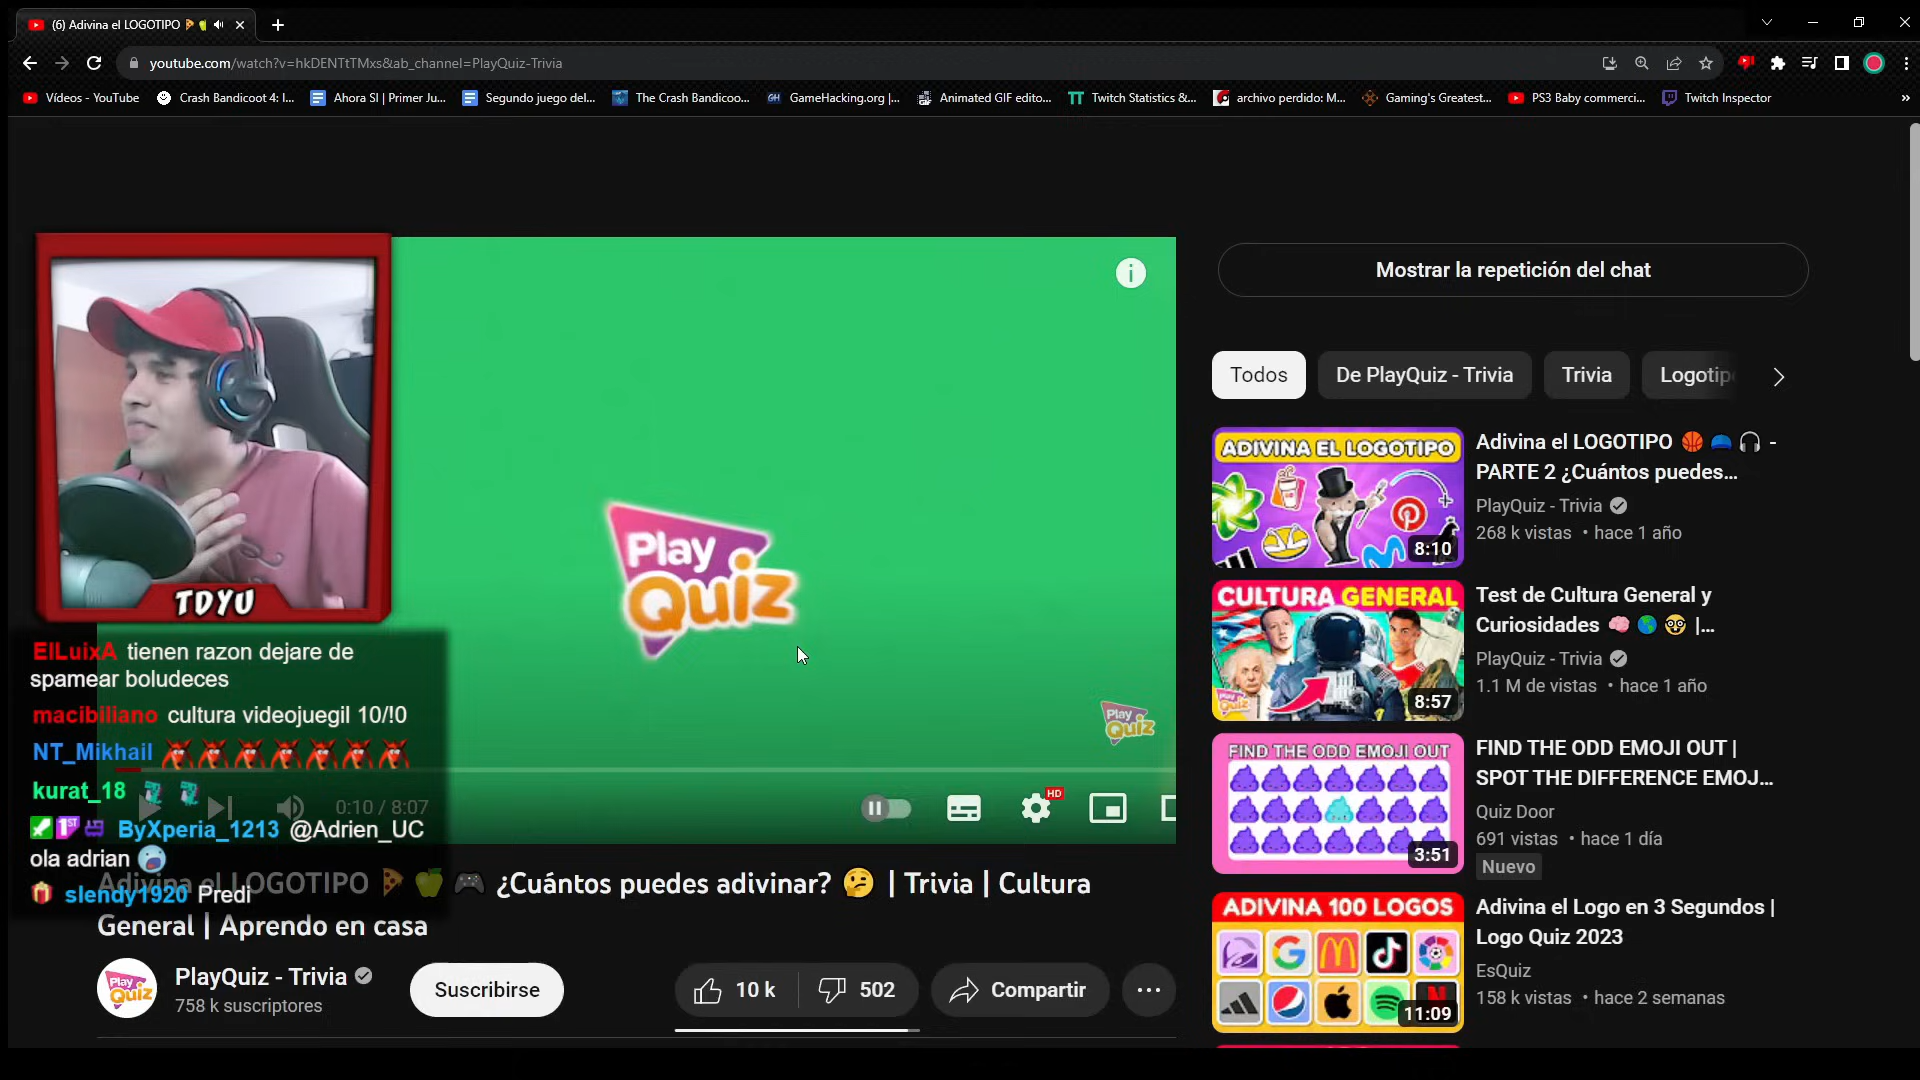 (6) Adivina el LOGOTIPO
youtube.com/watch?v=hkDENTtTMxs&ab_channel=PlayQuiz-Trivia
Vídeos - YouTube
Crash Bandicoot 4: I...
Ahora SI | Primer Ju...
Segundo juego del...
The Crash Bandicoo...
GH
GameHacking.org |...
Animated GIF edito...
TT
Twitch Statistics &...
archivo perdido: M...
Gaming's Greatest...
PS3 Baby commerci...
Twitch Inspector
TDYU
ElLuixA tienen razon dejare de
spamear boludeces
macibiliano cultura videojuegil 10/!0
NT_Mikhail
kurat_18
0:10 / 8:07
1ST ByXperia_1213 @Adrien_UC
ola adrian
slendy1920 Predi
Play
Quiz
Play
Quiz
HD
Adivina el LOGOTIPO 🍕 🍏 🎮 ¿Cuántos puedes adivinar? 🤔 | Trivia | Cultura
General | Aprendo en casa
Play
Quiz
PlayQuiz - Trivia
758 k suscriptores
Suscribirse
10 k
502
Compartir
Mostrar la repetición del chat
Todos
De PlayQuiz - Trivia
Trivia
Logotip
ADIVINA EL LOGOTIPO
8:10
Adivina el LOGOTIPO 🏀 🧢 🎧 -
PARTE 2 ¿Cuántos puedes...
PlayQuiz - Trivia
268 k vistas • hace 1 año
CULTURA GENERAL
8:57
Test de Cultura General y
Curiosidades 🧠 🌎 🤓 |...
PlayQuiz - Trivia
1.1 M de vistas • hace 1 año
FIND THE ODD EMOJI OUT
3:51
FIND THE ODD EMOJI OUT |
SPOT THE DIFFERENCE EMOJ...
Quiz Door
691 vistas • hace 1 día
Nuevo
ADIVINA 100 LOGOS
11:09
Adivina el Logo en 3 Segundos |
Logo Quiz 2023
EsQuiz
158 k vistas • hace 2 semanas